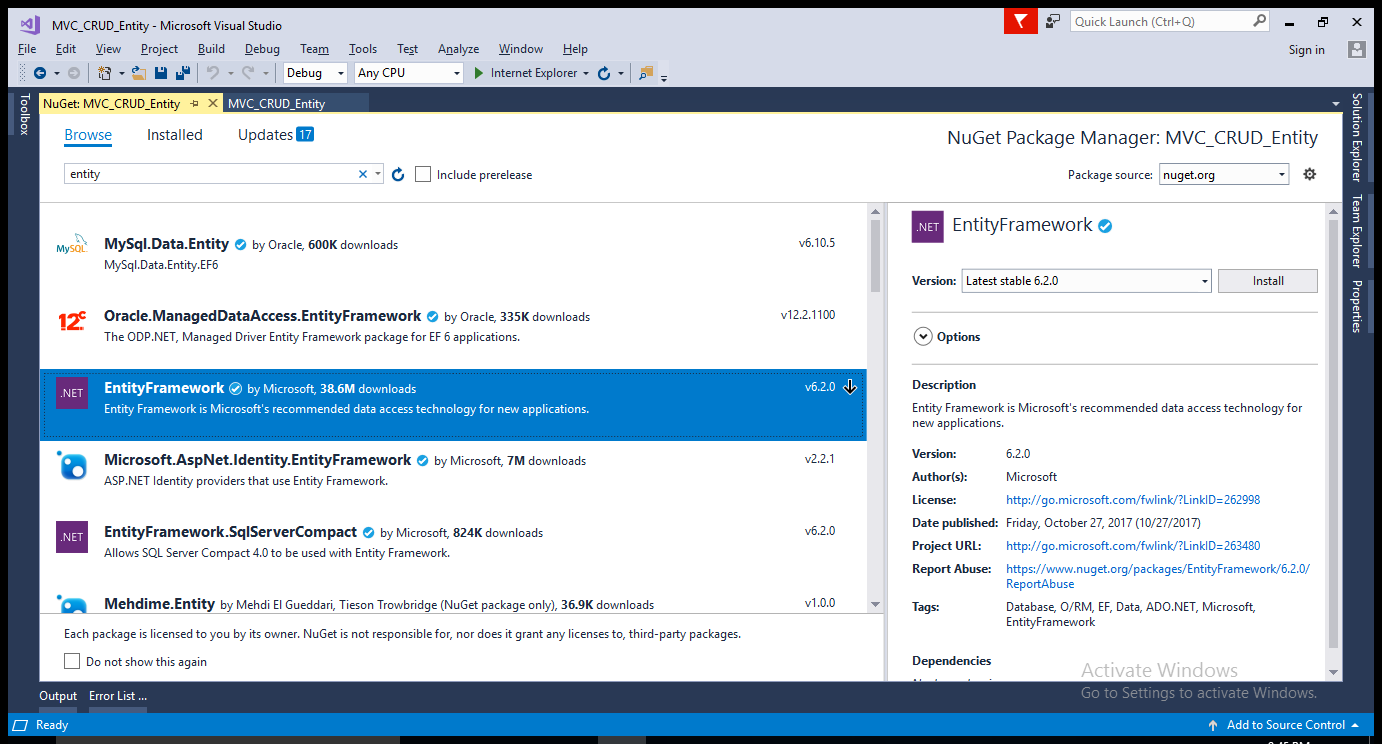 MVC_CRUD_Entity - Microsoft Visual Studio
Quick Launch (Ctrl+Q)
File Edit View Project Build Debug Team Tools Test Analyze Window Help
Sign in
Debug Any CPU Internet Explorer
Toolbox
NuGet: MVC_CRUD_Entity MVC_CRUD_Entity
Browse Installed Updates 17
NuGet Package Manager: MVC_CRUD_Entity
entity
Include prerelease
Package source: nuget.org
MySQL
MySql.Data.Entity by Oracle, 600K downloads v6.10.5
MySql.Data.Entity.EF6
12c
Oracle.ManagedDataAccess.EntityFramework by Oracle, 335K downloads v12.2.1100
The ODP.NET, Managed Driver Entity Framework package for EF 6 applications.
.NET
EntityFramework by Microsoft, 38.6M downloads v6.2.0
Entity Framework is Microsoft's recommended data access technology for new applications.
Microsoft.AspNet.Identity.EntityFramework by Microsoft, 7M downloads v2.2.1
ASP.NET Identity providers that use Entity Framework.
.NET
EntityFramework.SqlServerCompact by Microsoft, 824K downloads v6.2.0
Allows SQL Server Compact 4.0 to be used with Entity Framework.
Mehdime.Entity by Mehdi El Gueddari, Tieson Trowbridge (NuGet package only), 36.9K downloads v1.0.0
Each package is licensed to you by its owner. NuGet is not responsible for, nor does it grant any licenses to, third-party packages.
Do not show this again
.NET EntityFramework
Version: Latest stable 6.2.0 Install
Options
Description
Entity Framework is Microsoft's recommended data access technology for
new applications.
Version: 6.2.0
Author(s): Microsoft
License: http://go.microsoft.com/fwlink/?LinkID=262998
Date published: Friday, October 27, 2017 (10/27/2017)
Project URL: http://go.microsoft.com/fwlink/?LinkID=263480
Report Abuse: https://www.nuget.org/packages/EntityFramework/6.2.0/
ReportAbuse
Tags: Database, O/RM, EF, Data, ADO.NET, Microsoft,
EntityFramework
Dependencies
Solution Explorer
Team Explorer
Properties
Activate Windows
Go to Settings to activate Windows.
Output Error List ...
Ready
Add to Source Control